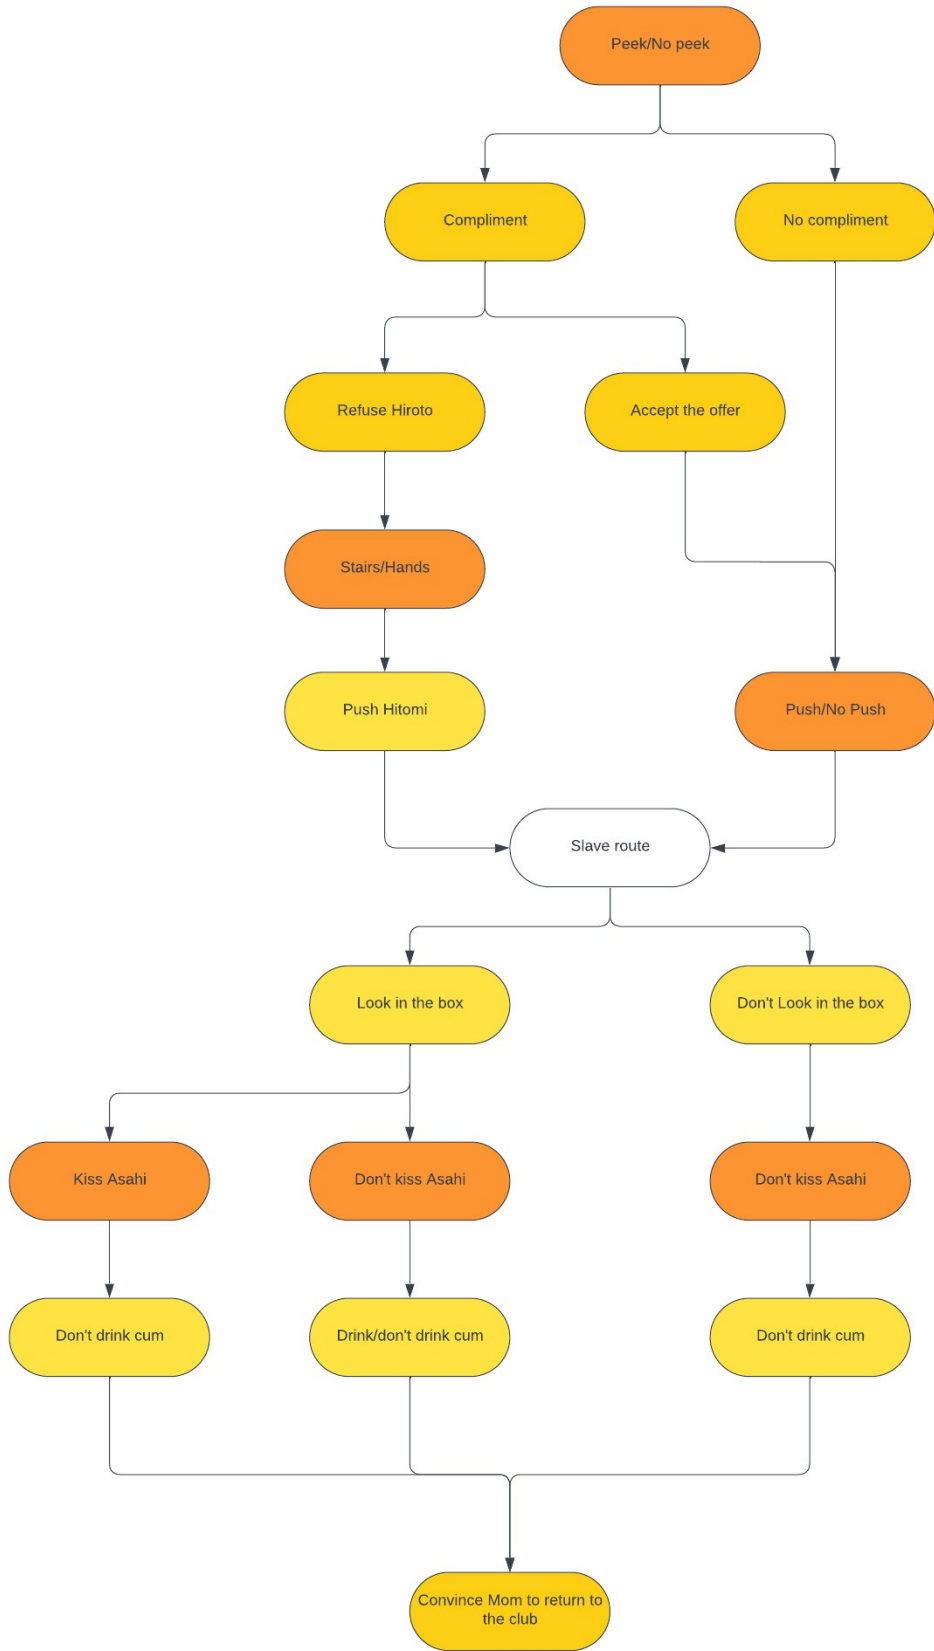 Peek/No peek
Compliment
No compliment
Refuse Hiroto
Accept the offer
Stairs/Hands
Push Hitomi
Push/No Push
Slave route
Look in the box
Don't Look in the box
Kiss Asahi
Don't kiss Asahi
Don't kiss Asahi
Don't drink cum
Drink/don't drink cum
Don't drink cum
Convince Mom to return to
the club